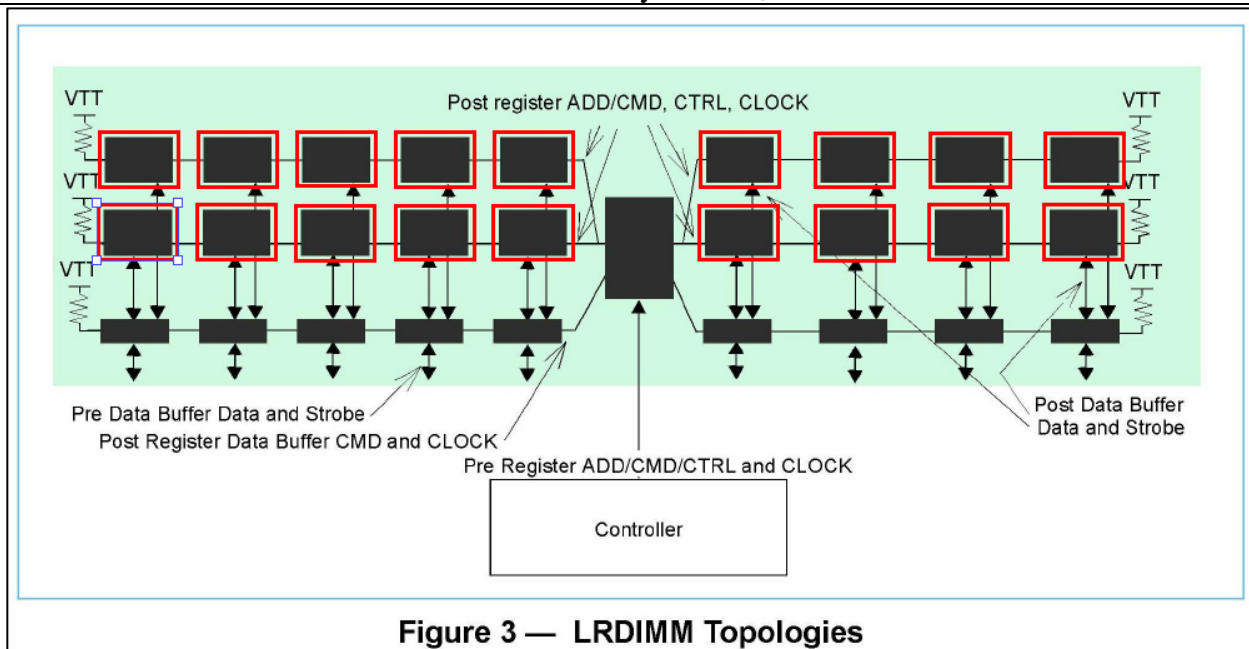 VTT
Post register ADD/CMD, CTRL, CLOCK
VTT
VTT
VTT
VTT
VTT
Pre Data Buffer Data and Strobe
Post Register Data Buffer CMD and CLOCK
Post Data Buffer
Data and Strobe
Pre Register ADD/CMD/CTRL and CLOCK
Controller
Figure 3 — LRDIMM Topologies